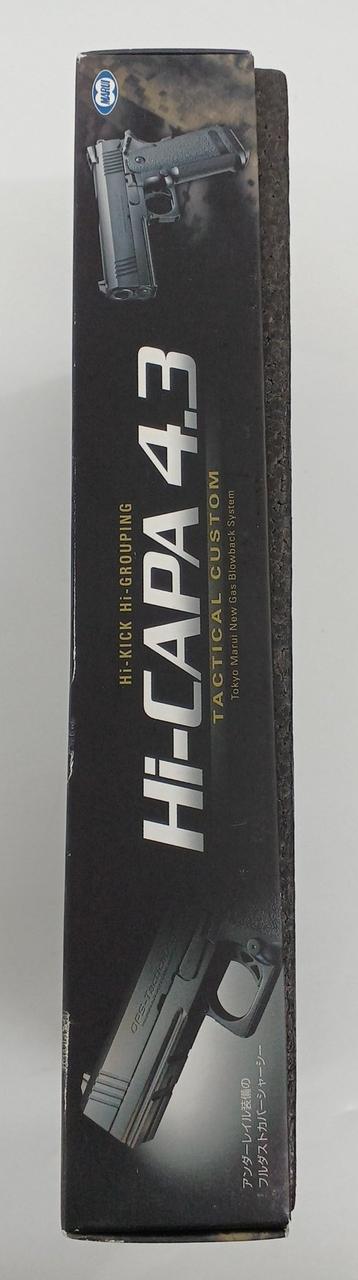 MARUI
Hi-KICK Hi-GROUPING
Hi-CAPA 4.3
TACTICAL CUSTOM
Tokyo Marui New Gas Blowback System
OPS-Tactical
アンダーレイル装備の
フルダストカバーシャーシー